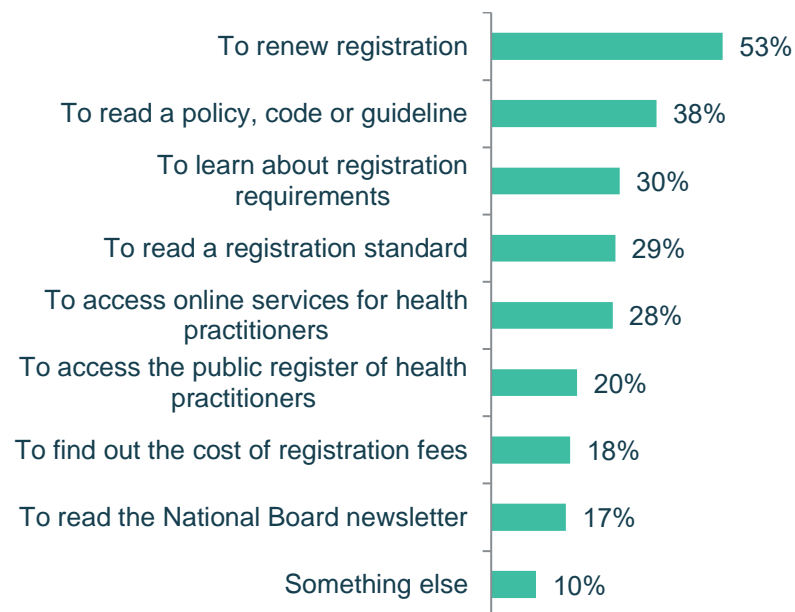 To renew registration 53%
To read a policy, code or guideline 38%
To learn about registration
requirements 30%
To read a registration standard 29%
To access online services for health
practitioners 28%
To access the public register of health
practitioners 20%
To find out the cost of registration fees 18%
To read the National Board newsletter 17%
Something else 10%